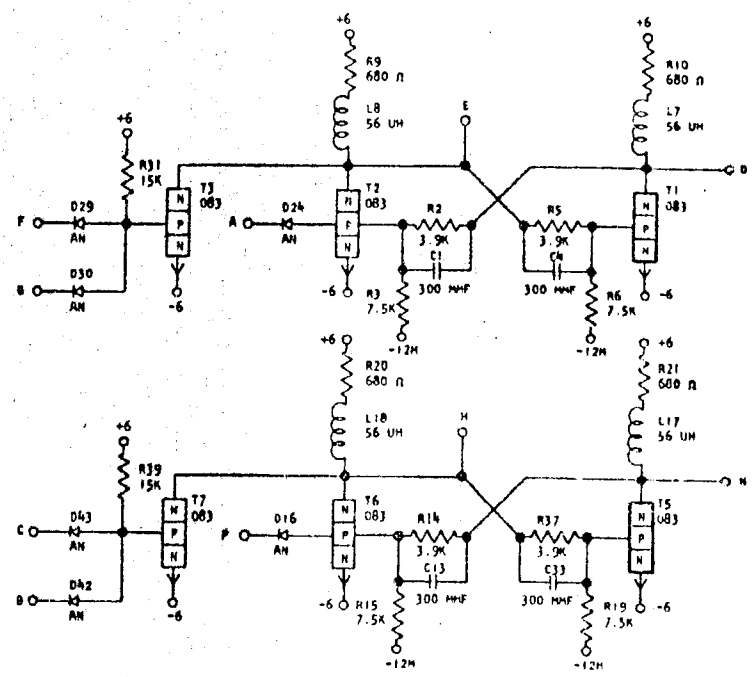 +6 +6
R9 R10
680 Ω 680 Ω
L8 E L7
56 UH 56 UH
+6
R31 T3 T2 T1
15K 083 083 083
N N N D
F D29 P A D24 R2 R5 P
AN N AN N 3.9K 3.9K N
D30 C1 C4
AN -6 -6 R3 300 MMF 300 MMF R6 -6
7.5K 7.5K
-12M -12M
+6 R20 +6 R21
680 Ω 680 Ω
L18 H L17
56 UH 56 UH
+6
R39 T7 T6 T5
15K 083 083 083
N N N N
C D43 P P D16 P R14 R37 P
AN N AN N 3.9K 3.9K N
D42 C13 C33
AN -6 -6 R15 300 MMF 300 MMF R19 -6
7.5K 7.5K
-12M -12M